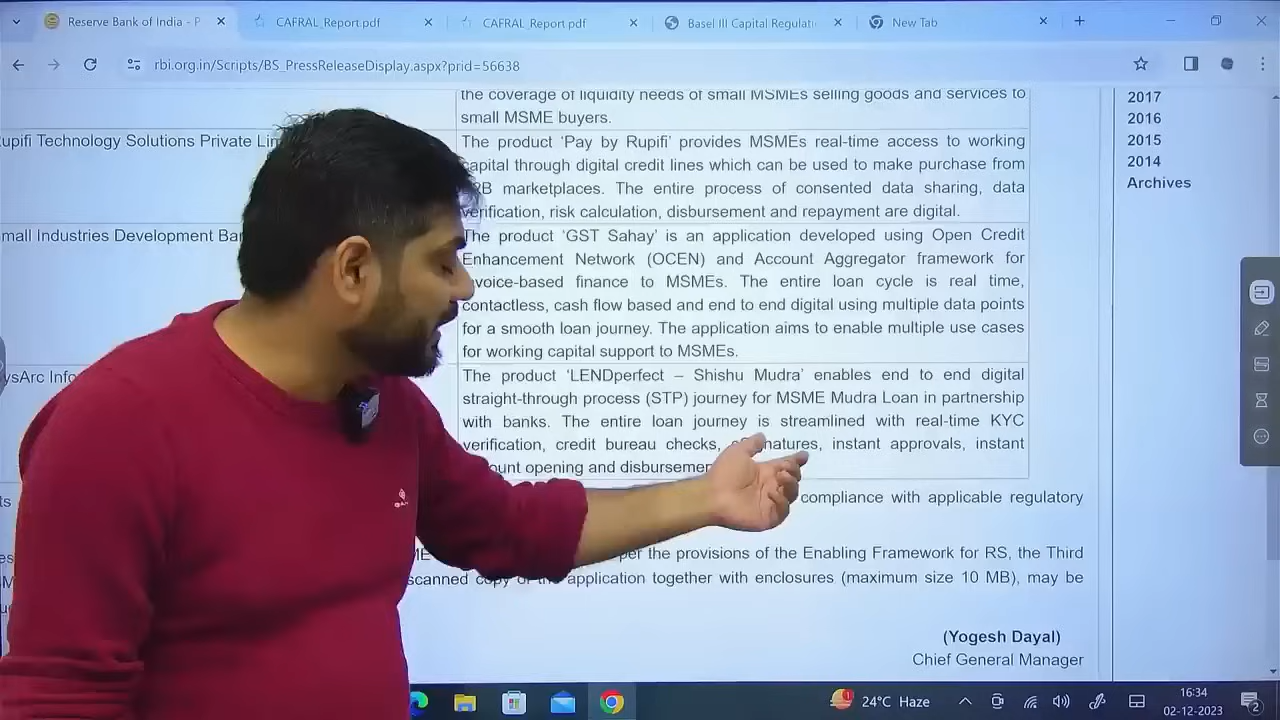 Reserve Bank of India - P
CAFRAL_Report.pdf
CAFRAL_Report.pdf
Basel III Capital Regulati
New Tab
rbi.org.in/Scripts/BS_PressReleaseDisplay.aspx?prid=56638
the coverage of liquidity needs of small MSMEs selling goods and services to
small MSME buyers.
upifi Technology Solutions Private Lin
The product ‘Pay by Rupifi’ provides MSMEs real-time access to working
capital through digital credit lines which can be used to make purchase from
marketplaces. The entire process of consented data sharing, data
verification, risk calculation, disbursement and repayment are digital.
mall Industries Development Ban
The product ‘GST Sahay’ is an application developed using Open Credit
Enhancement Network (OCEN) and Account Aggregator framework for
invoice-based finance to MSMEs. The entire loan cycle is real time,
contactless, cash flow based and end to end digital using multiple data points
for a smooth loan journey. The application aims to enable multiple use cases
for working capital support to MSMEs.
ysArc Info
The product ‘LENDperfect – Shishu Mudra’ enables end to end digital
straight-through process (STP) journey for MSME Mudra Loan in partnership
with banks. The entire loan journey is streamlined with real-time KYC
verification, credit bureau checks, natures, instant approvals, instant
ount opening and disbursemen
ts compliance with applicable regulatory
per the provisions of the Enabling Framework for RS, the Third
scanned copy of the application together with enclosures (maximum size 10 MB), may be
(Yogesh Dayal)
Chief General Manager
2017
2016
2015
2014
Archives
24°C Haze
16:34
02-12-2023